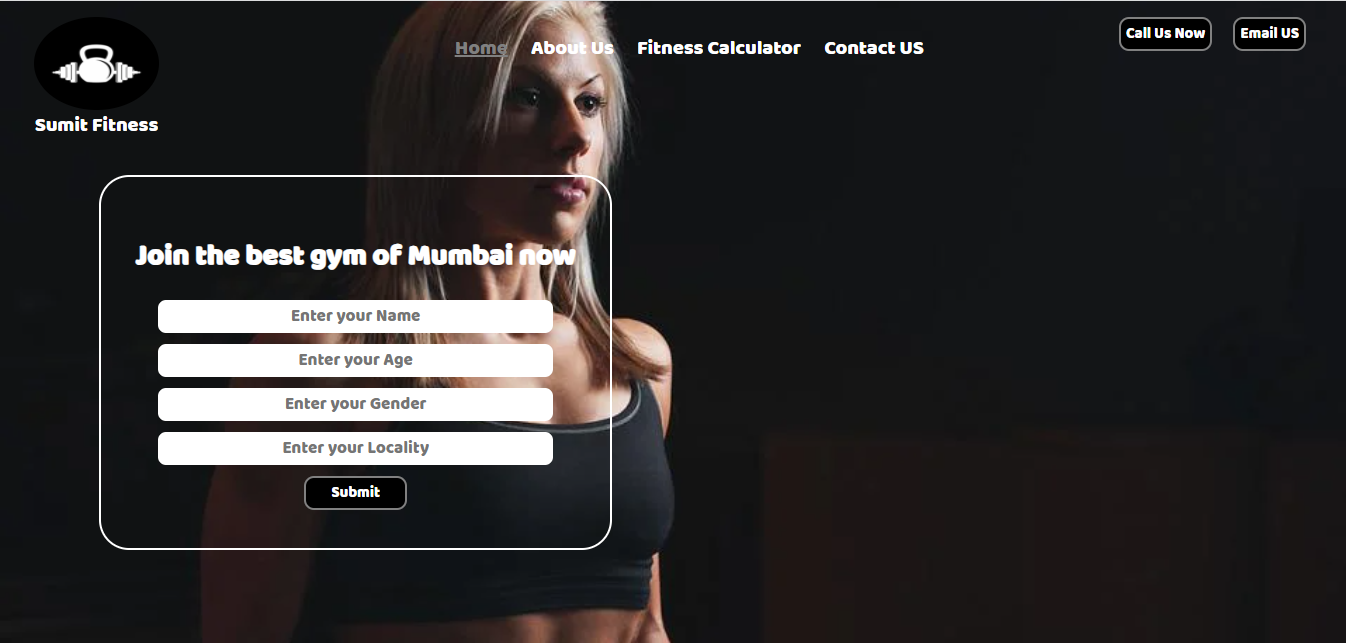 Home About Us Fitness Calculator Contact US
Call Us Now Email US
Sumit Fitness
Join the best gym of Mumbai now
Enter your Name
Enter your Age
Enter your Gender
Enter your Locality
Submit